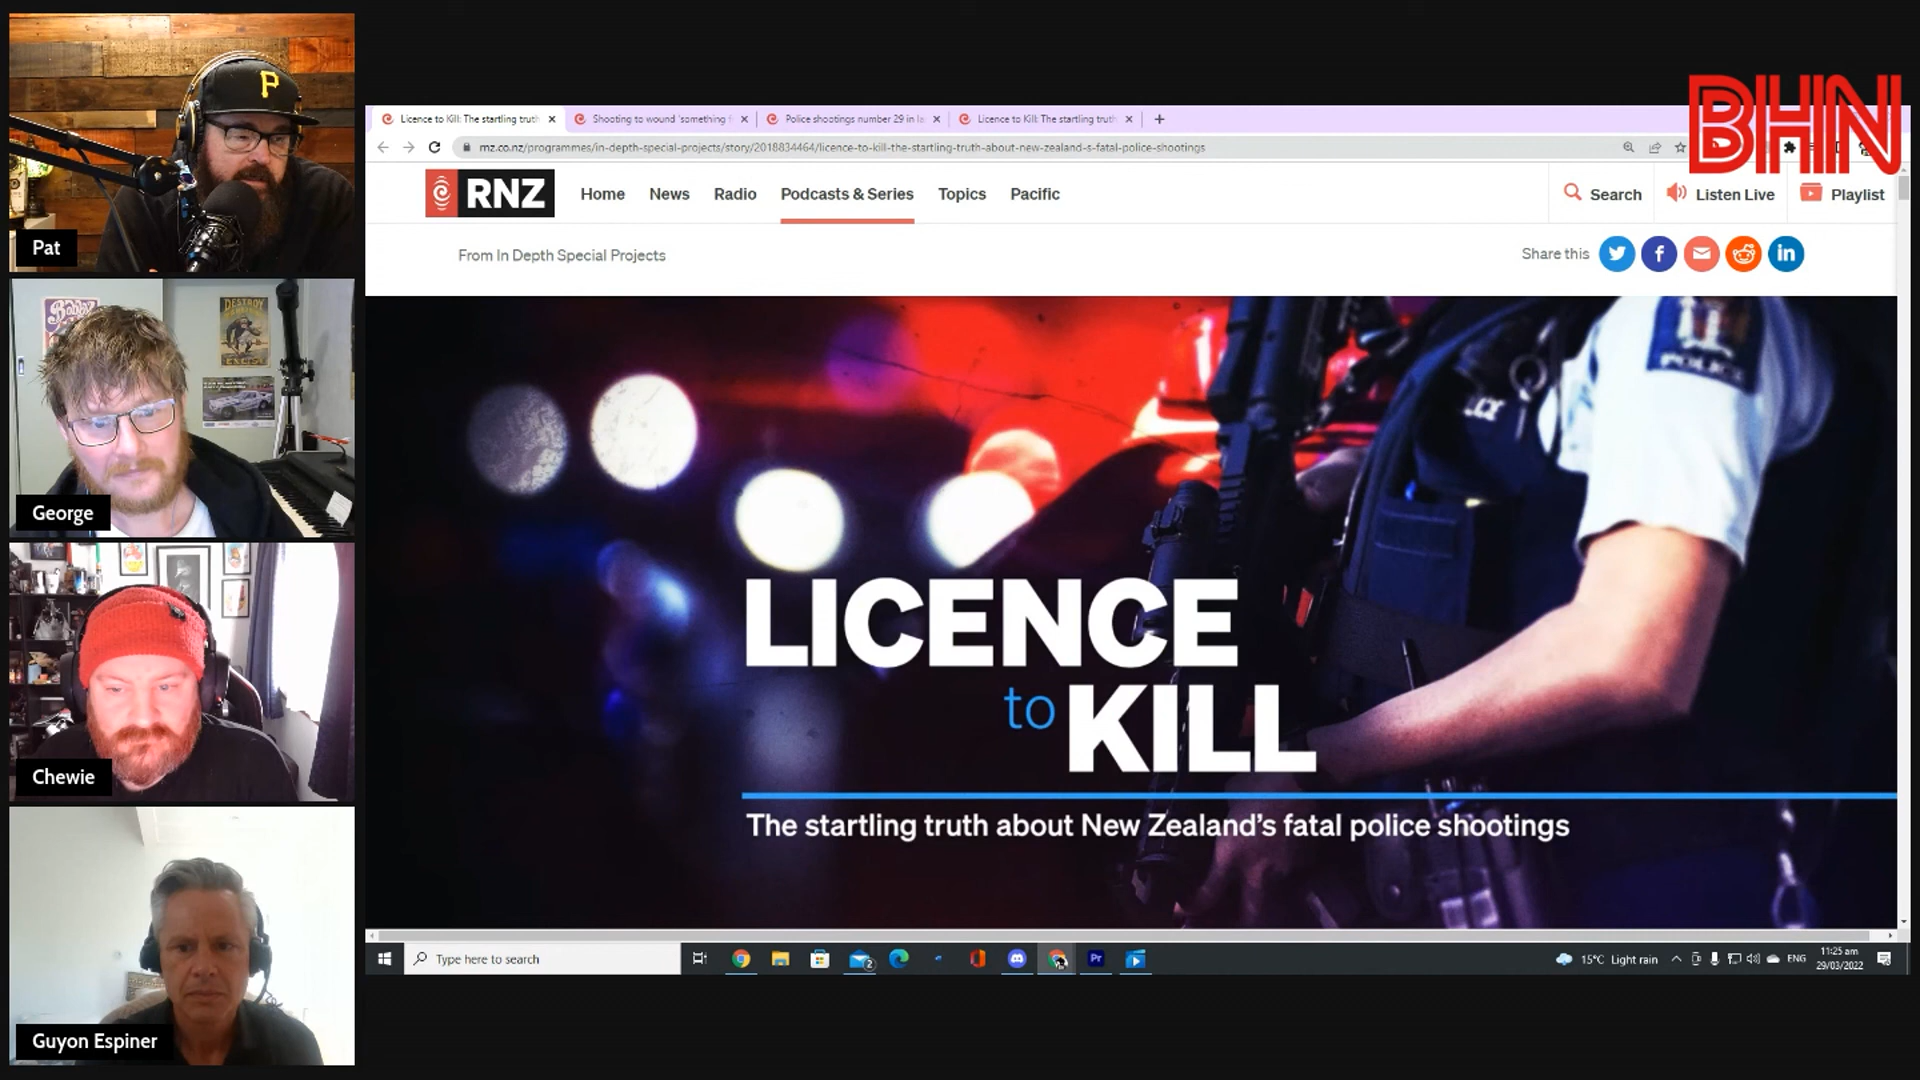 Pat
P
Bobby
DESTROY
George
Chewie
Guyon Espiner
BHN
Licence to Kill: The startling truth
Shooting to wound 'something f
Police shootings number 29 in la
Licence to Kill: The startling truth
rnz.co.nz/programmes/in-depth-special-projects/story/2018834464/licence-to-kill-the-startling-truth-about-new-zealand-s-fatal-police-shootings
RNZ
Home
News
Radio
Podcasts & Series
Topics
Pacific
Search
Listen Live
Playlist
From In Depth Special Projects
Share this
POLICE
LICENCE
to KILL
The startling truth about New Zealand's fatal police shootings
Type here to search
2
Pr
15°C Light rain
ENG
11:25 am
29/03/2022